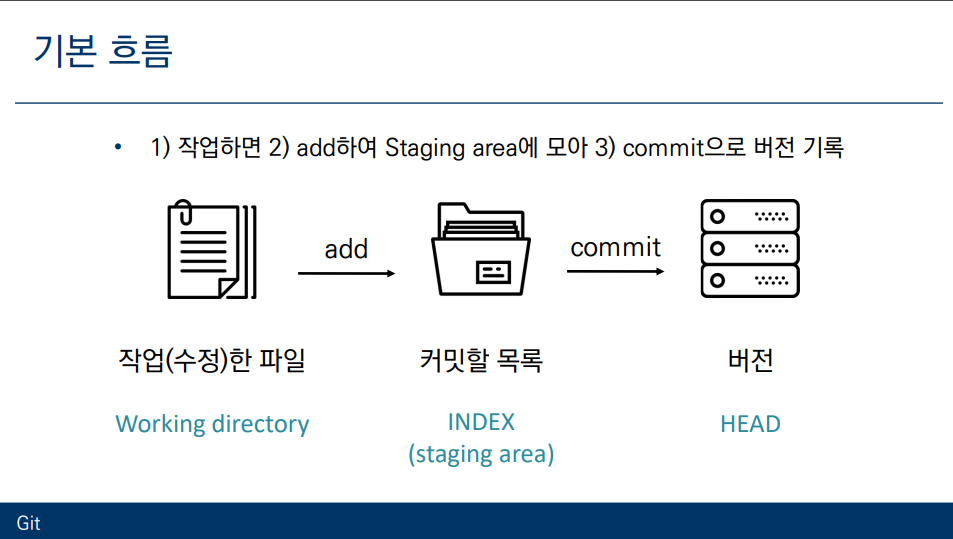 기본 흐름
• 1) 작업하면 2) add하여 Staging area에 모아 3) commit으로 버전 기록
add
commit
작업(수정)한 파일
커밋할 목록
버전
Working directory
INDEX
(staging area)
HEAD
Git